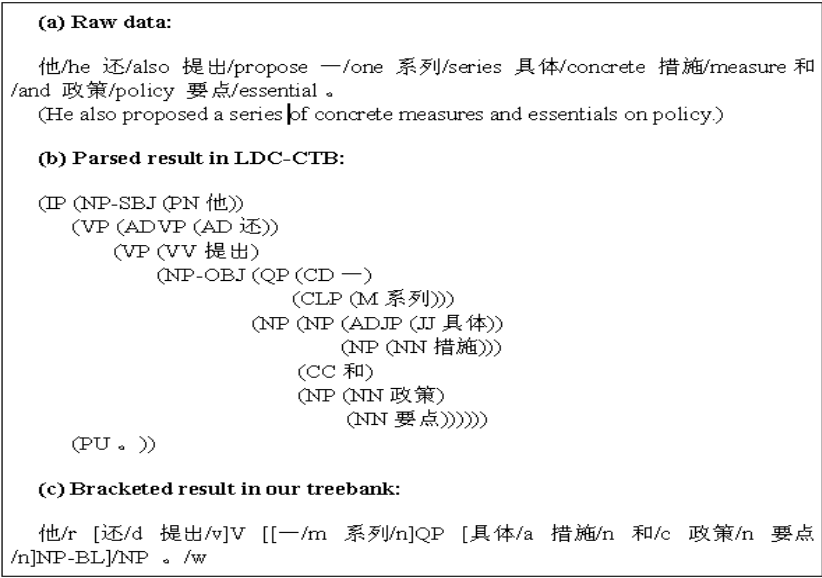 (a) Raw data:
他/he 还/also 提出/propose 一/one 系列/series 具体/concrete 措施/measure 和
/and 政策/policy 要点/essential 。
(He also proposed a series of concrete measures and essentials on policy.)
(b) Parsed result in LDC-CTB:
(IP (NP-SBJ (PN 他))
(VP (ADVP (AD 还))
(VP (VV 提出)
(NP-OBJ (QP (CD 一)
(CLP (M 系列)))
(NP (NP (ADJP (JJ 具体))
(NP (NN 措施)))
(CC 和)
(NP (NN 政策)
(NN 要点))))))
(PU 。))
(c) Bracketed result in our treebank:
他/r [还/d 提出/v]V [[一/m 系列/n]QP [具体/a 措施/n 和/c 政策/n 要点
/n]NP-BL]/NP 。/w